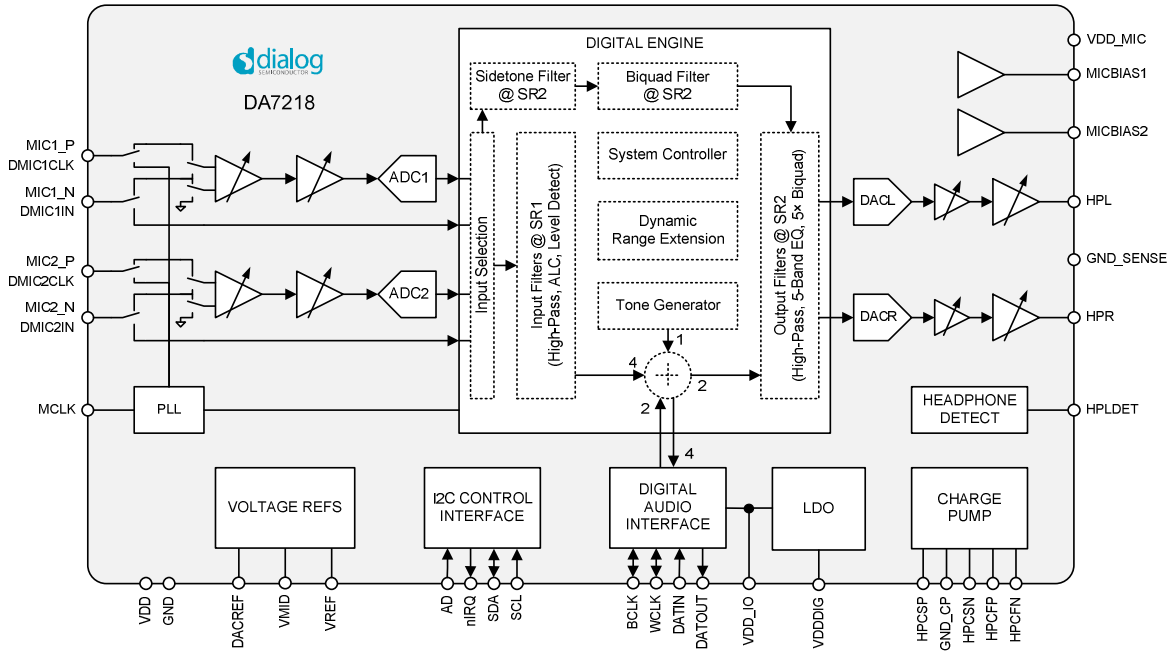 dialog
SEMICONDUCTOR
DA7218
DIGITAL ENGINE
Sidetone Filter
@ SR2
Biquad Filter
@ SR2
System Controller
Dynamic
Range Extension
Tone Generator
Input Selection
Input Filters @ SR1
(High-Pass, ALC, Level Detect)
Output Filters @ SR2
(High-Pass, 5-Band EQ, 5× Biquad)
1
4
2
2
4
MIC1_P
DMIC1CLK
MIC1_N
DMIC1IN
MIC2_P
DMIC2CLK
MIC2_N
DMIC2IN
MCLK
ADC1
ADC2
PLL
DACL
DACR
VDD_MIC
MICBIAS1
MICBIAS2
HPL
GND_SENSE
HPR
HPLDET
HEADPHONE
DETECT
VOLTAGE REFS
I2C CONTROL
INTERFACE
DIGITAL
AUDIO
INTERFACE
LDO
CHARGE
PUMP
VDD
GND
DACREF
VMID
VREF
AD
nIRQ
SDA
SCL
BCLK
WCLK
DATIN
DATOUT
VDD_IO
VDDDIG
HPCSP
GND_CP
HPCSN
HPCFP
HPCFN